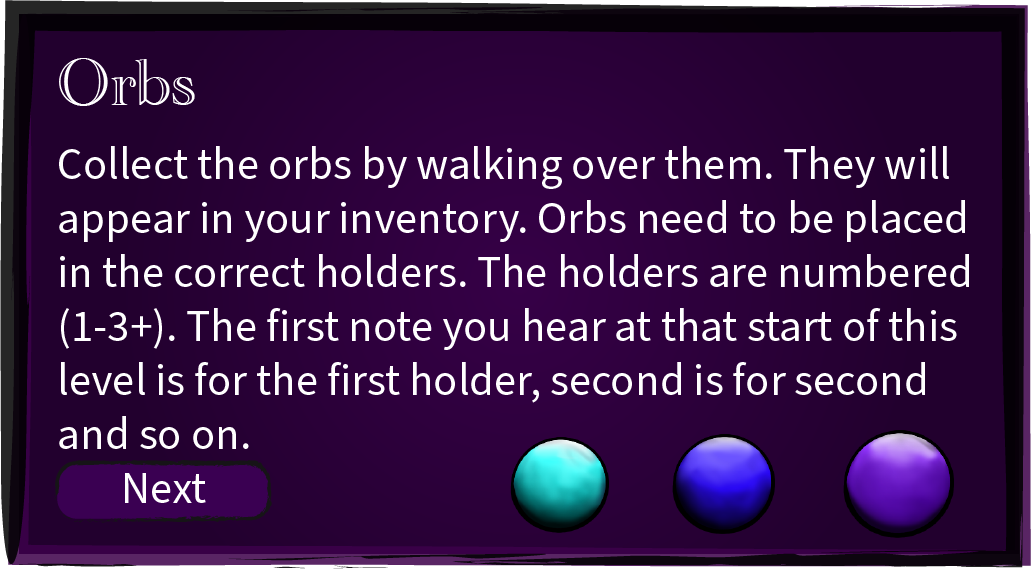 Orbs
Collect the orbs by walking over them. They will
appear in your inventory. Orbs need to be placed
in the correct holders. The holders are numbered
(1-3+). The first note you hear at that start of this
level is for the first holder, second is for second
and so on.
Next